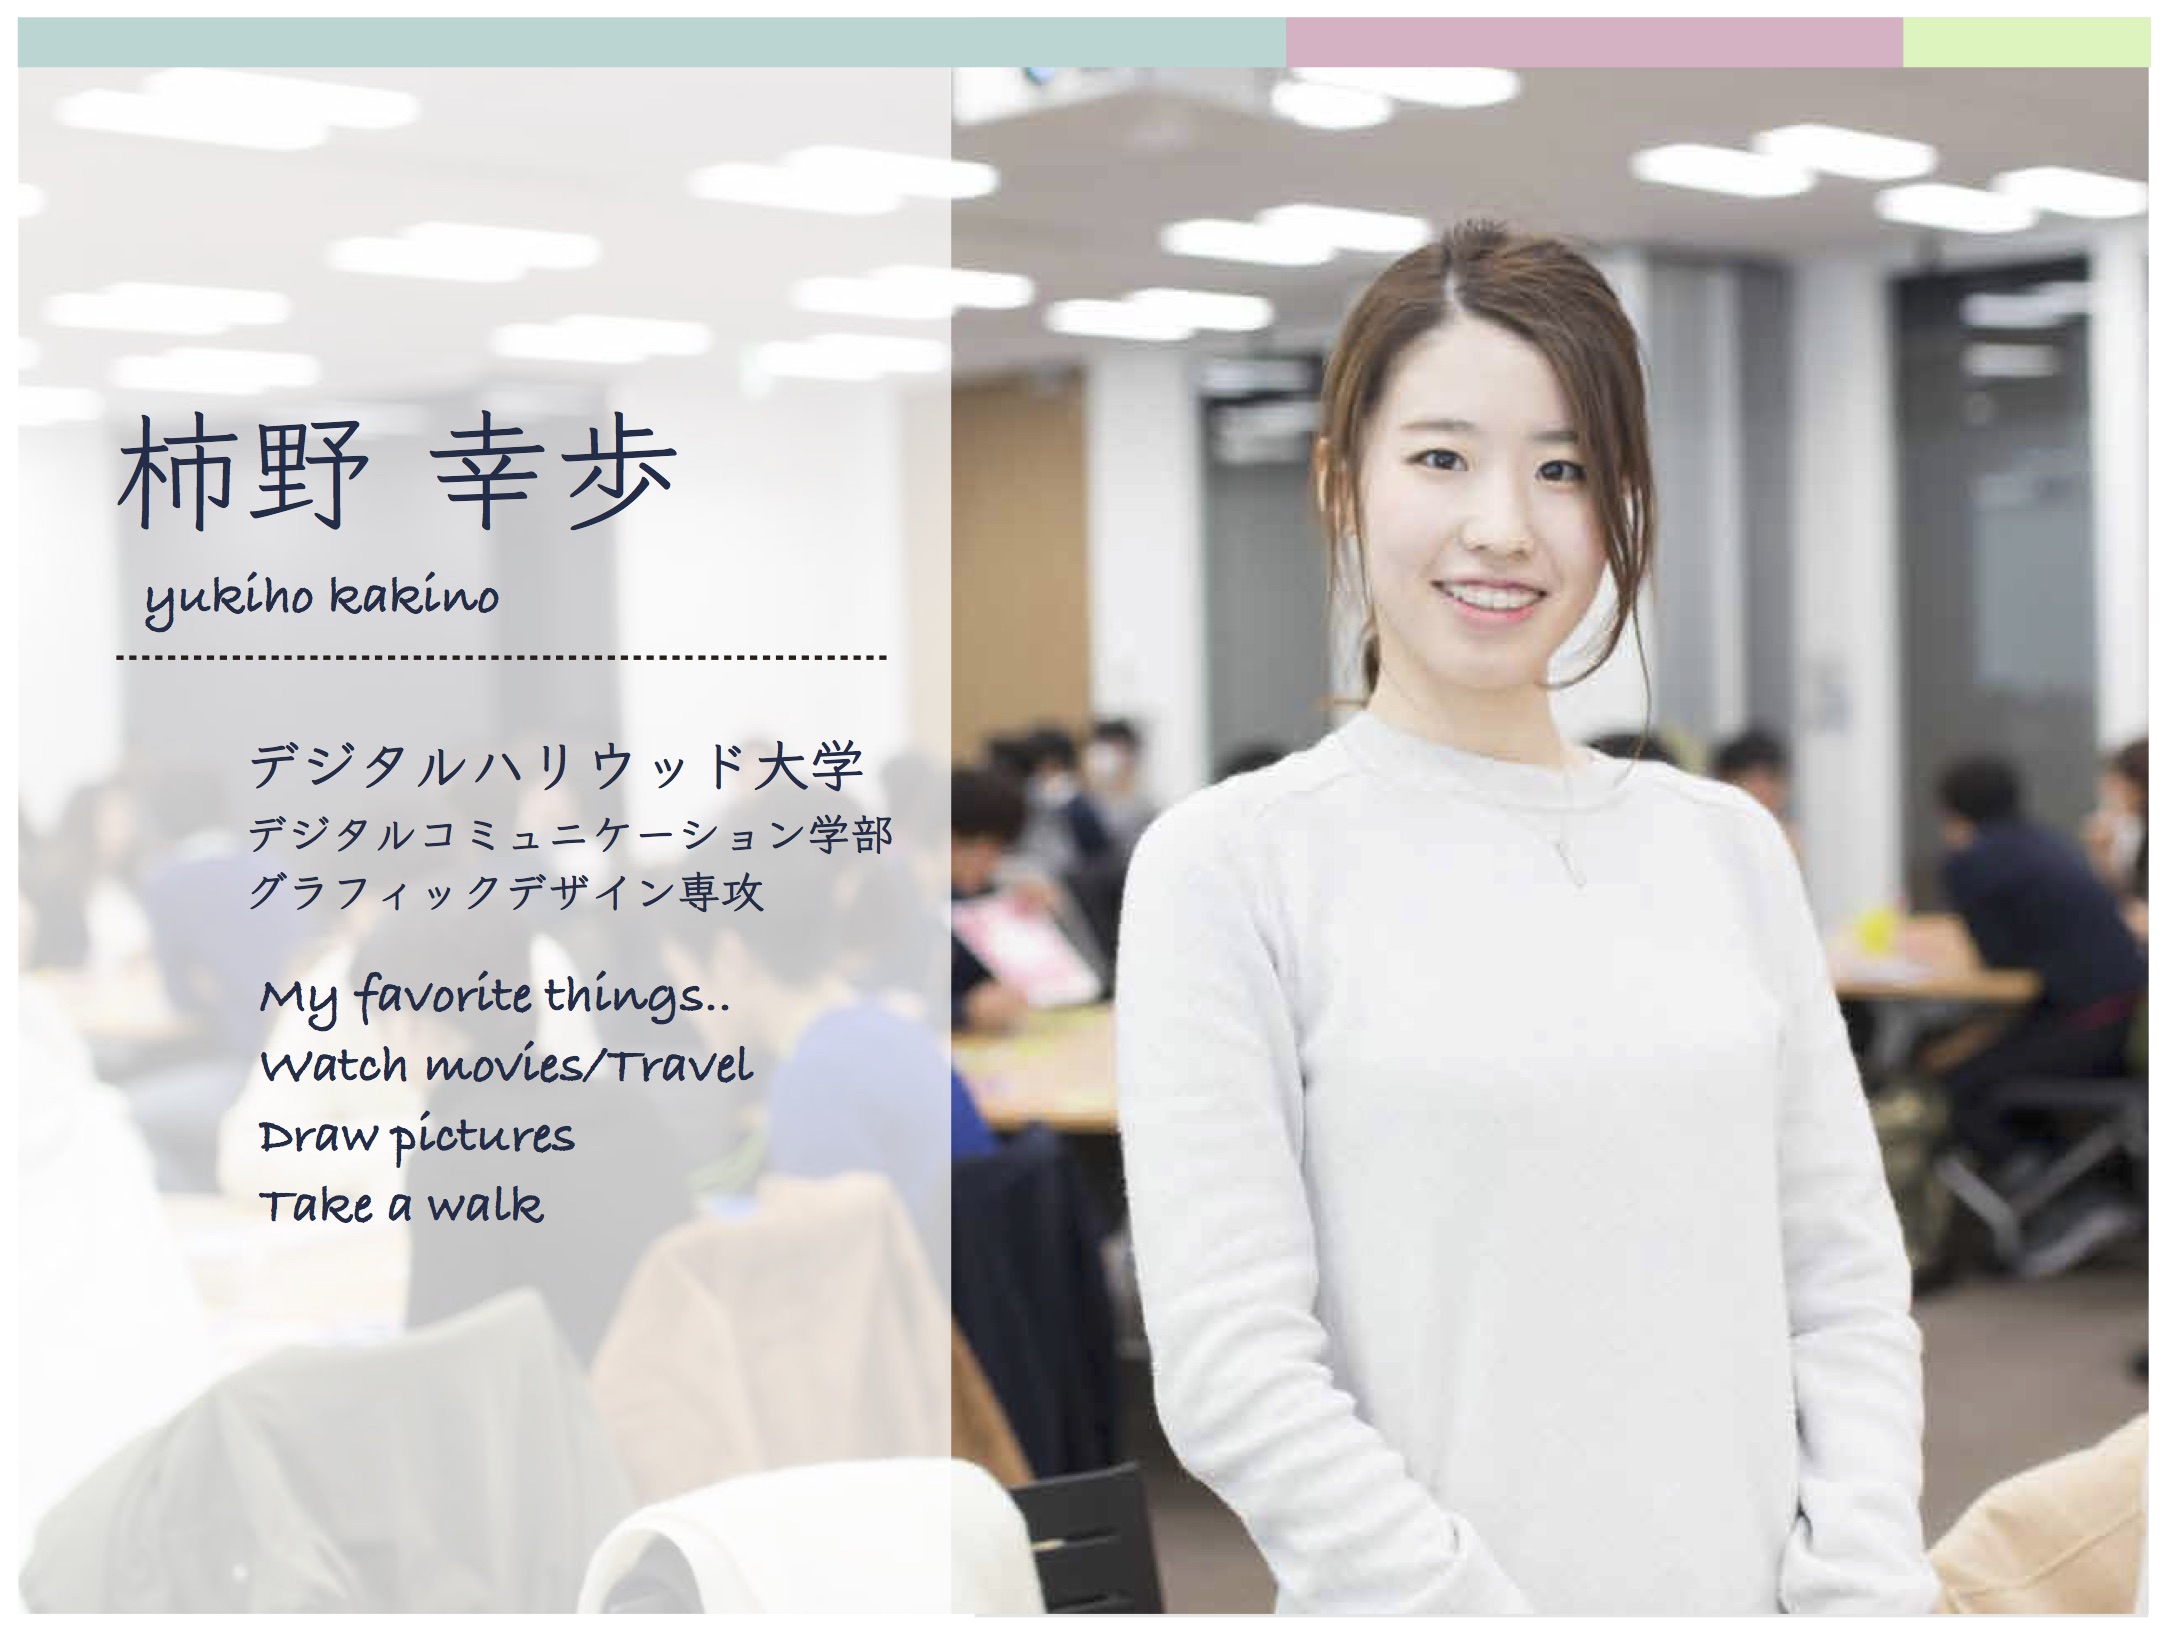 柿野 幸歩
yukiho kakino
デジタルハリウッド大学
デジタルコミュニケーション学部
グラフィックデザイン専攻
My favorite things..
Watch movies/Travel
Draw pictures
Take a walk